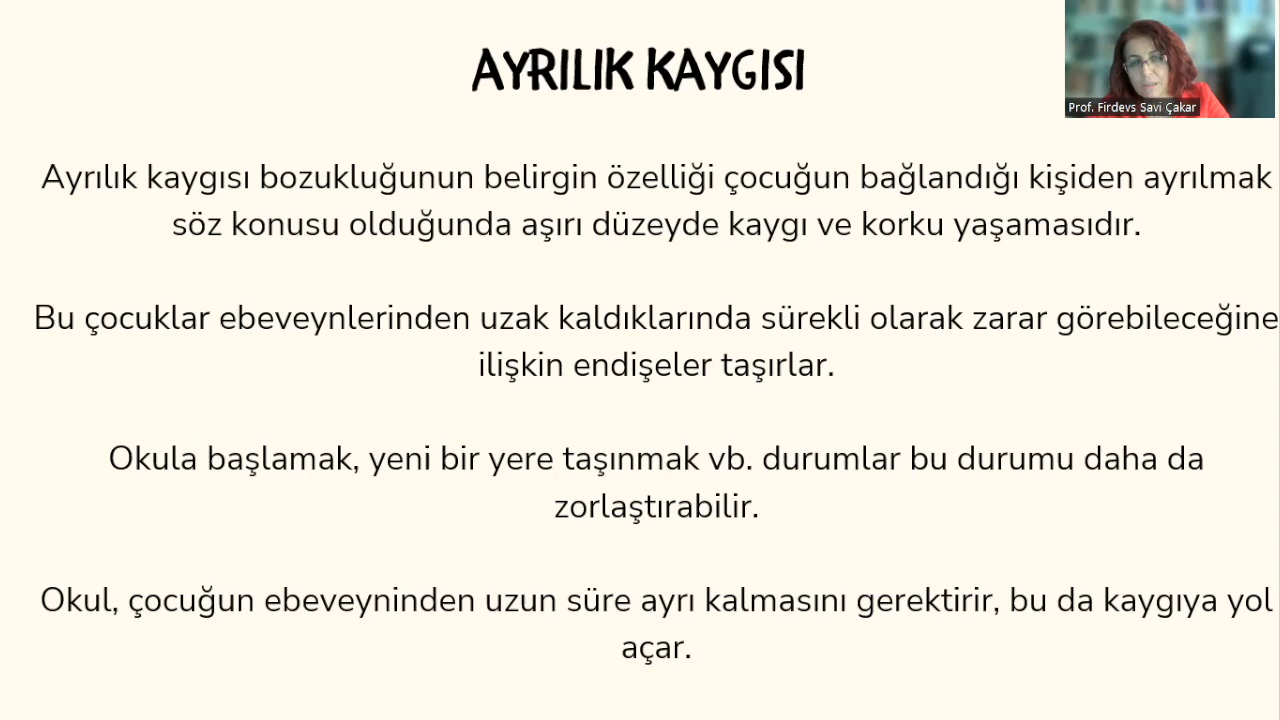 AYRILIK KAYGISI
Prof. Firdevs Savi Çakar
Ayrılık kaygısı bozukluğunun belirgin özelliği çocuğun bağlandığı kişiden ayrılmak
söz konusu olduğunda aşırı düzeyde kaygı ve korku yaşamasıdır.
Bu çocuklar ebeveynlerinden uzak kaldıklarında sürekli olarak zarar görebileceğine
ilişkin endişeler taşırlar.
Okula başlamak, yeni bir yere taşınmak vb. durumlar bu durumu daha da
zorlaştırabilir.
Okul, çocuğun ebeveyninden uzun süre ayrı kalmasını gerektirir, bu da kaygıya yol
açar.